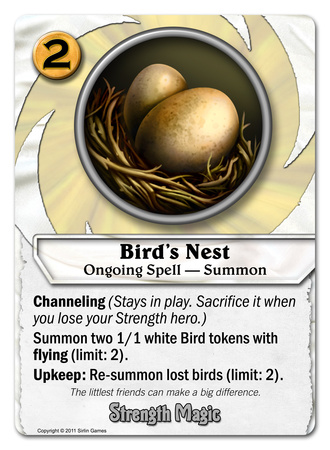 2
Bird's Nest
Ongoing Spell — Summon
Channeling (Stays in play. Sacrifice it when
you lose your Strength hero.)
Summon two 1/1 white Bird tokens with
flying (limit: 2).
Upkeep: Re-summon lost birds (limit: 2).
The littlest friends can make a big difference.
Strength Magic
Copyright © 2011 Sirlin Games